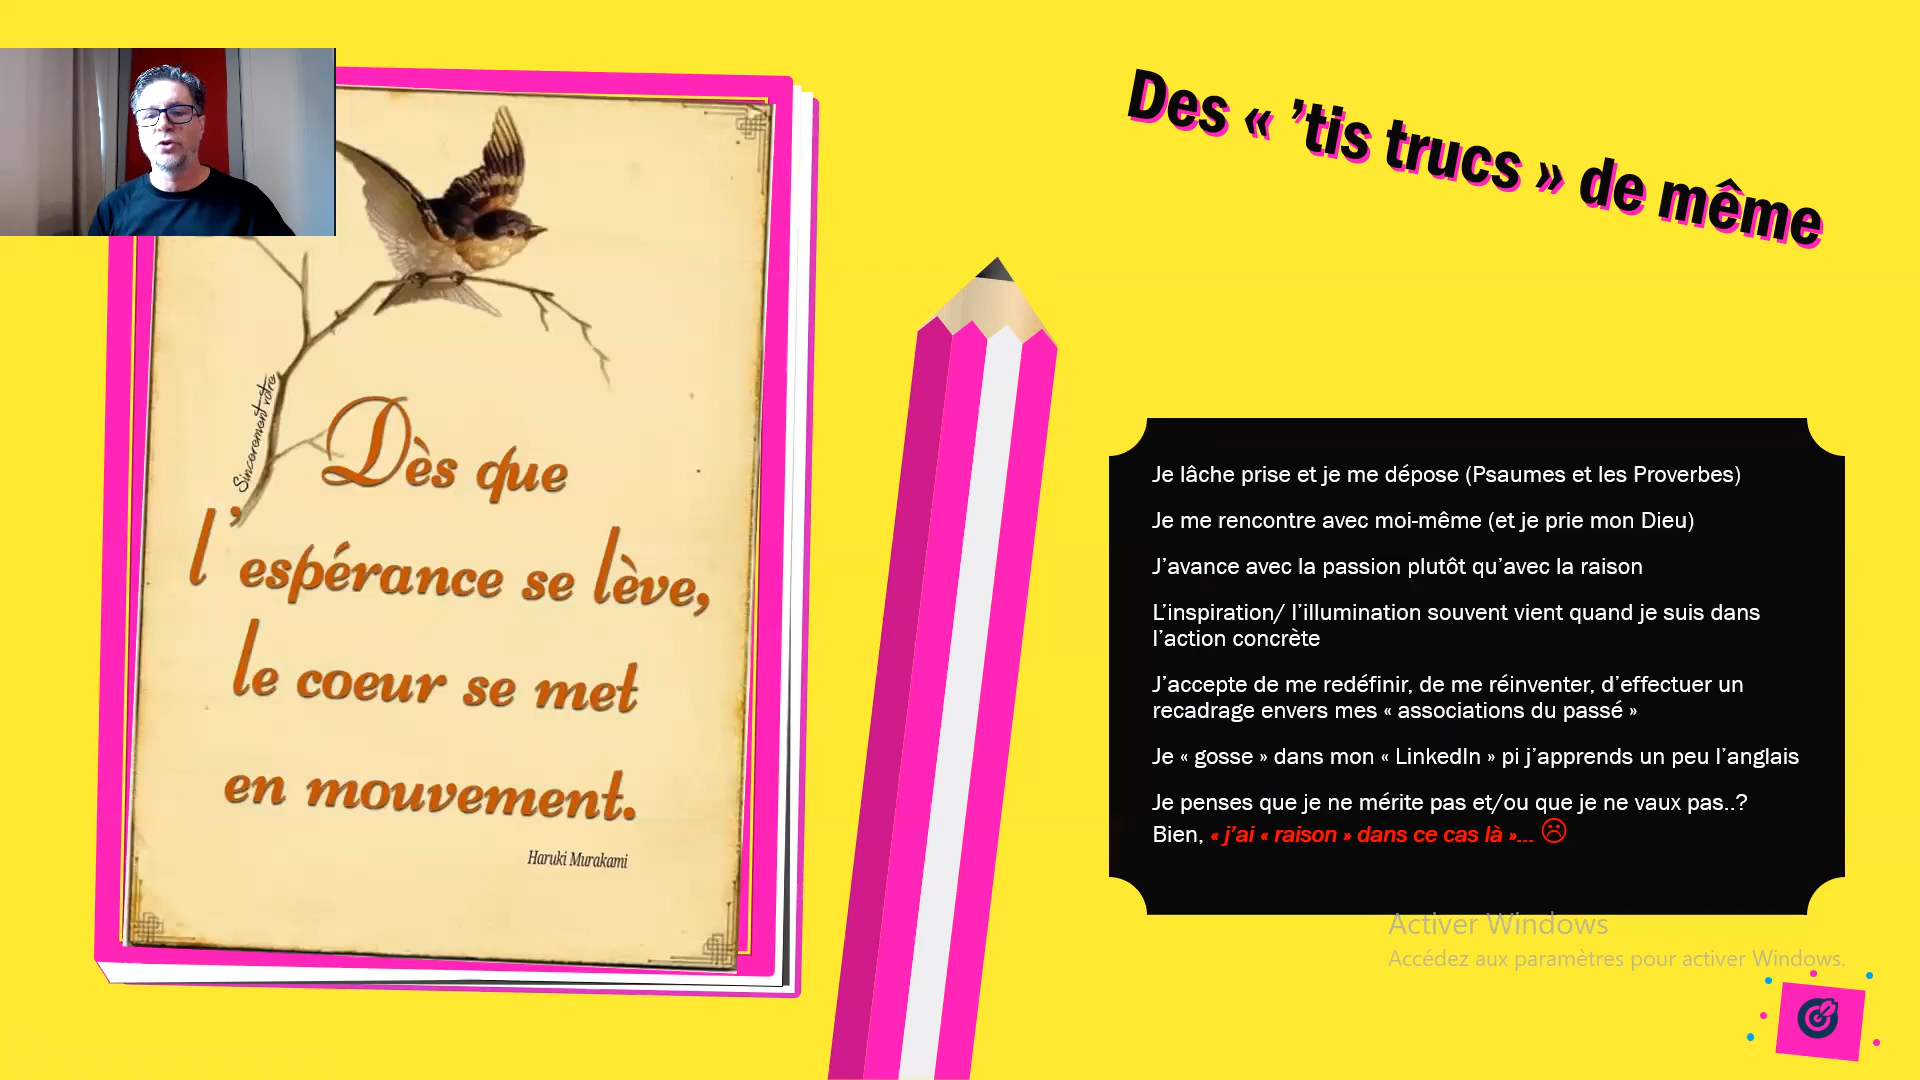 Des « ’tis trucs » de même
Sincerement vôtre
Dès que
l’espérance se lève,
le coeur se met
en mouvement.
Haruki Murakami
Je lâche prise et je me dépose (Psaumes et les Proverbes)
Je me rencontre avec moi-même (et je prie mon Dieu)
J’avance avec la passion plutôt qu’avec la raison
L’inspiration/ l’illumination souvent vient quand je suis dans
l’action concrète
J’accepte de me redéfinir, de me réinventer, d’effectuer un
recadrage envers mes « associations du passé »
Je « gosse » dans mon « LinkedIn » pi j’apprends un peu l’anglais
Je penses que je ne mérite pas et/ou que je ne vaux pas..?
Bien, « j’ai « raison » dans ce cas là »... ☹
Activer Windows
Accédez aux paramètres pour activer Windows.